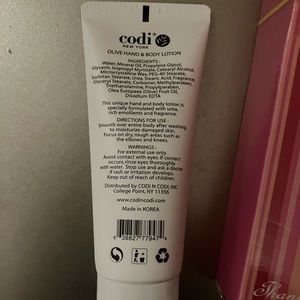 codi
NEW YORK
OLIVE HAND & BODY LOTION
INGREDIENTS :
Water, Mineral Oil, Propylene Glycol,
Glycerin, Isopropyl Myristate, Cetearyl Alcohol,
Microcrystalline Wax, PEG-40 Stearate,
Sorbitan Stearate, Urea, Stearic Acid, Fragrance,
Glyceryl Stearate, Carbomer, Methylparaben,
Triethanolamine, Propylparaben,
Olea Europaea (Olive) Fruit Oil,
Disodium EDTA
This unique hand and body lotion is
specially formulated with urea,
rich emollients and fragrance.
DIRECTIONS FOR USE :
Smooth over entire body after washing
to moisturize damaged skin.
Focus on dry, rough areas such as
the elbows and knees.
WARNINGS :
For external use only.
Avoid contact with eyes. If contact
occurs, rinse eyes thoroughly
with water. Stop and ask a doctor
if rash or irritation develops.
Keep out of reach of children.
Distributed by CODI N CODI, INC
College Point, NY 11356
www.codincodi.com
Made in KOREA
38827 77947